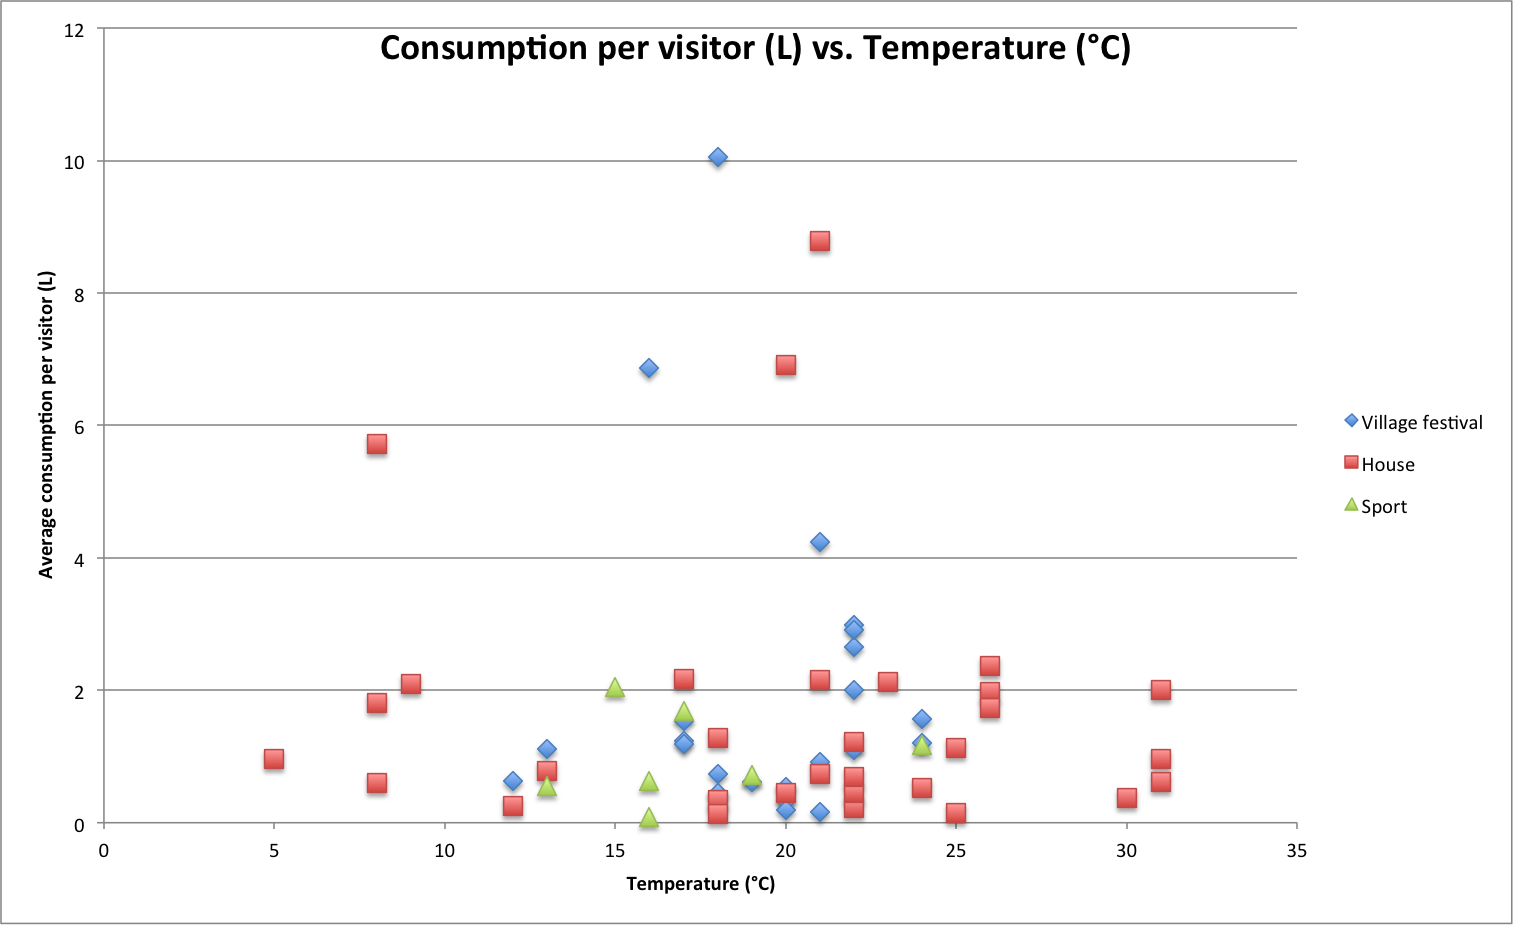 Consumption per visitor (L) vs. Temperature (°C)
12
10
8
6
4
2
0
Average consumption per visitor (L)
0 5 10 15 20 25 30 35
Temperature (°C)
Village festival
House
Sport